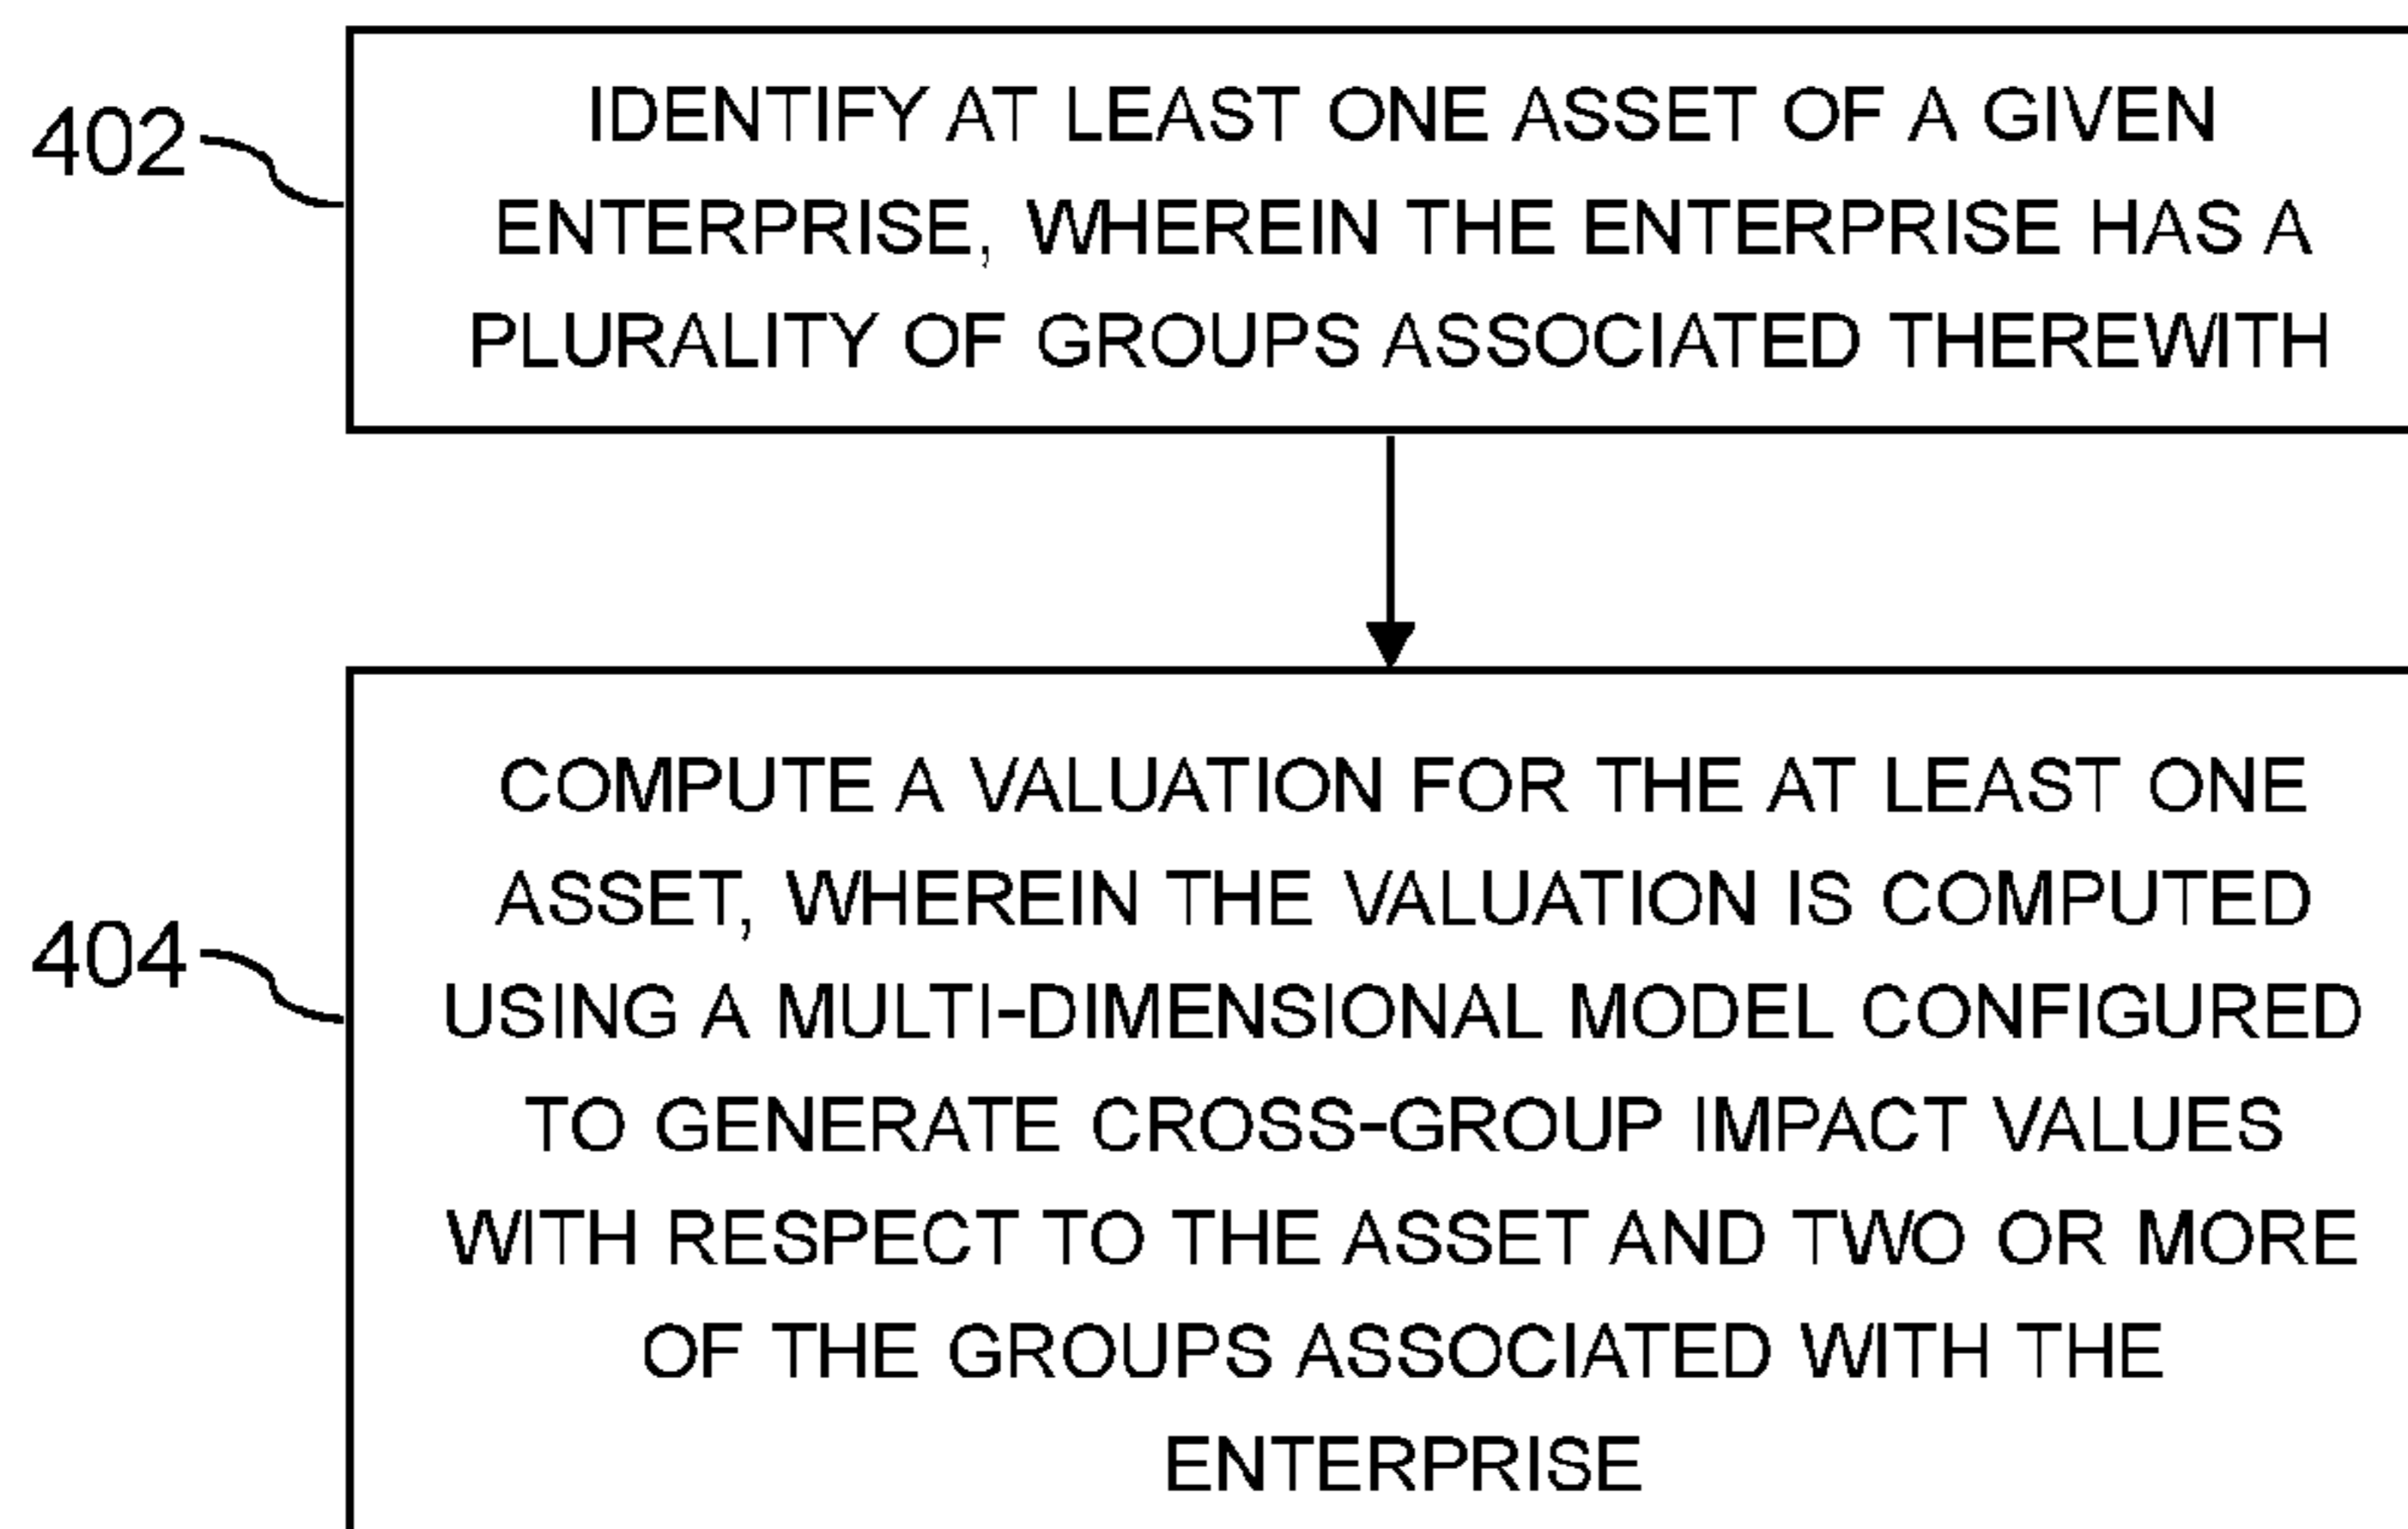 402
IDENTIFY AT LEAST ONE ASSET OF A GIVEN
ENTERPRISE, WHEREIN THE ENTERPRISE HAS A
PLURALITY OF GROUPS ASSOCIATED THEREWITH
404
COMPUTE A VALUATION FOR THE AT LEAST ONE
ASSET, WHEREIN THE VALUATION IS COMPUTED
USING A MULTI-DIMENSIONAL MODEL CONFIGURED
TO GENERATE CROSS-GROUP IMPACT VALUES
WITH RESPECT TO THE ASSET AND TWO OR MORE
OF THE GROUPS ASSOCIATED WITH THE
ENTERPRISE